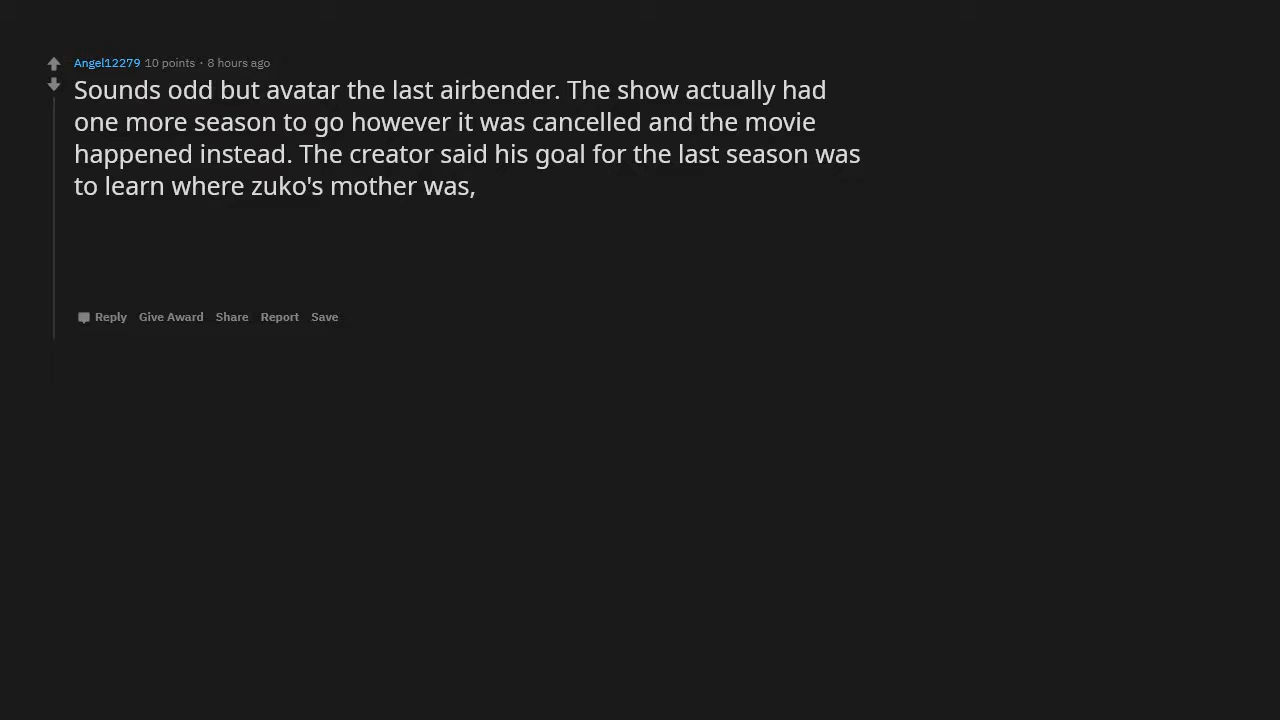 Angel12279 10 points · 8 hours ago
Sounds odd but avatar the last airbender. The show actually had
one more season to go however it was cancelled and the movie
happened instead. The creator said his goal for the last season was
to learn where zuko's mother was,
Reply Give Award Share Report Save